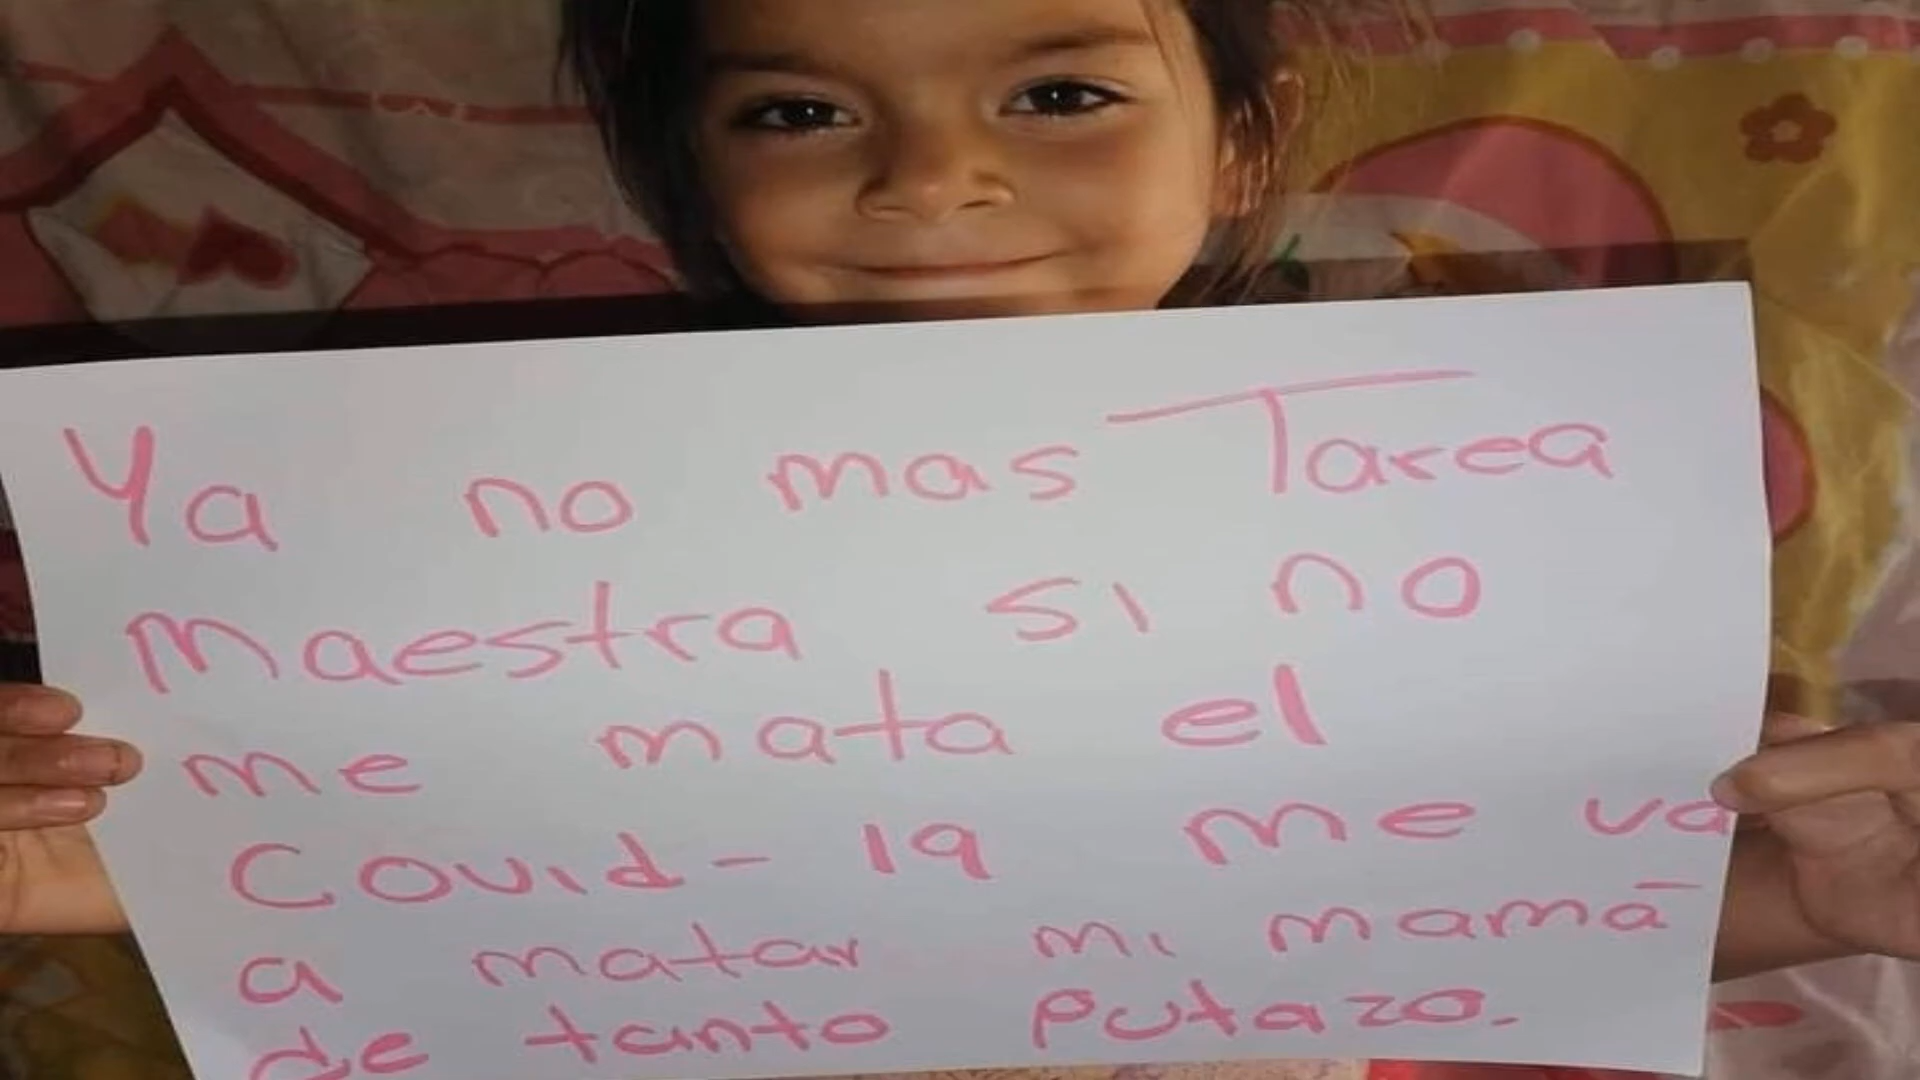 Ya no mas Tarea
Maestra si no
me mata el
Covid-19 me va
a matar mi mamá
de tanto putazo.